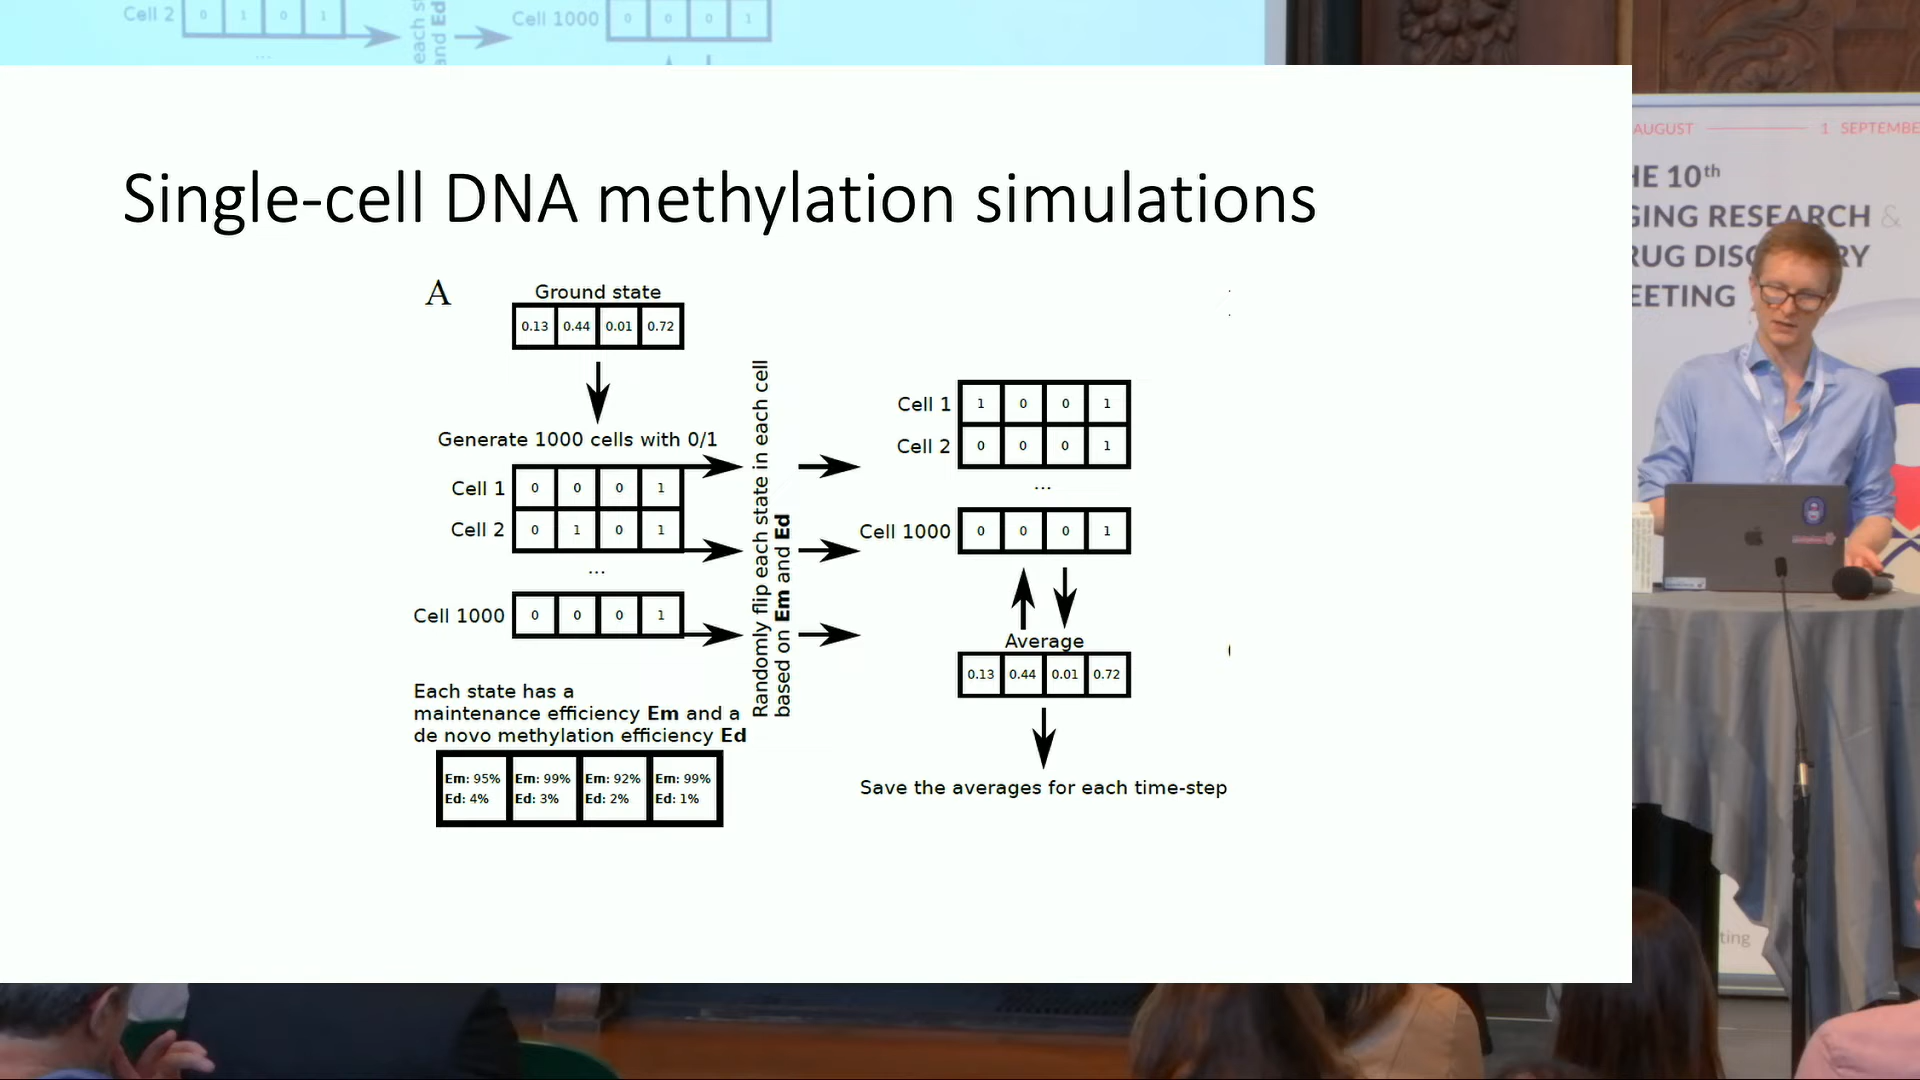 Cell 2 0 1 0 1
...
each s
and Ed
Cell 1000 0 0 0 1
Single-cell DNA methylation simulations
A
Ground state
0.13 0.44 0.01 0.72
Generate 1000 cells with 0/1
Cell 1 0 0 0 1
Cell 2 0 1 0 1
...
Cell 1000 0 0 0 1
Each state has a
maintenance efficiency Em and a
de novo methylation efficiency Ed
Em: 95% Em: 99% Em: 92% Em: 99%
Ed: 4% Ed: 3% Ed: 2% Ed: 1%
Randomly flip each state in each cell
based on Em and Ed
Cell 1 1 0 0 1
Cell 2 0 0 0 1
...
Cell 1000 0 0 0 1
Average
0.13 0.44 0.01 0.72
Save the averages for each time-step
AUGUST 1 SEPTEMBE
HE 10th
GING RESEARCH &
RUG DISC RY
EETING
ting